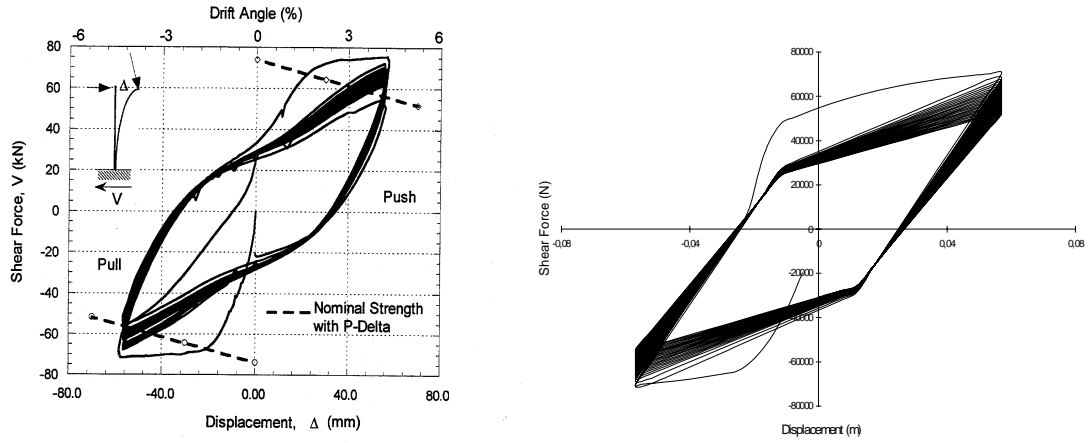 Drift Angle (%)
-6 -3 0 3 6
80
60
40
20
0
-20
-40
-60
-80
Shear Force, V (kN)
Δ
V
Push
Pull
Nominal Strength
with P-Delta
-80.0 -40.0 0.00 40.0 80.0
Displacement, Δ (mm)
80000
60000
40000
20000
0
-20000
-40000
-60000
-80000
-0,08 -0,04 0 0,04 0,08
Shear Force (N)
Displacement (m)